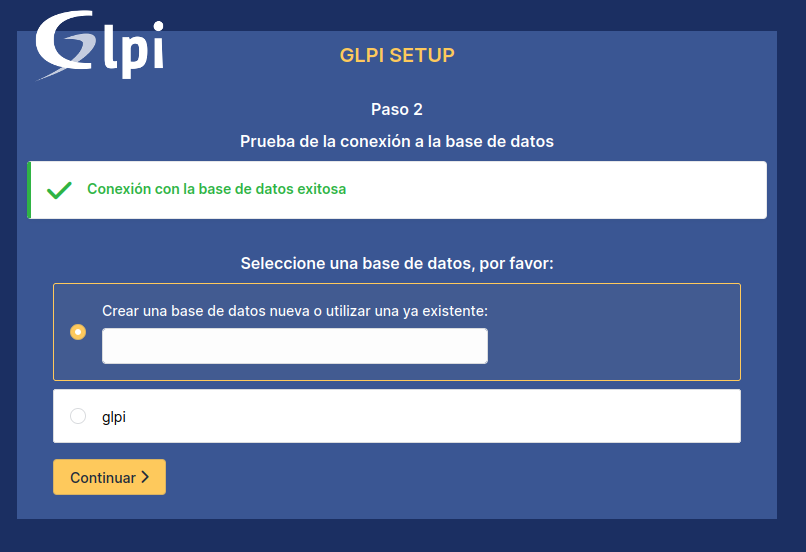 Glpi
GLPI SETUP
Paso 2
Prueba de la conexión a la base de datos
Conexión con la base de datos exitosa
Seleccione una base de datos, por favor:
Crear una base de datos nueva o utilizar una ya existente:
glpi
Continuar